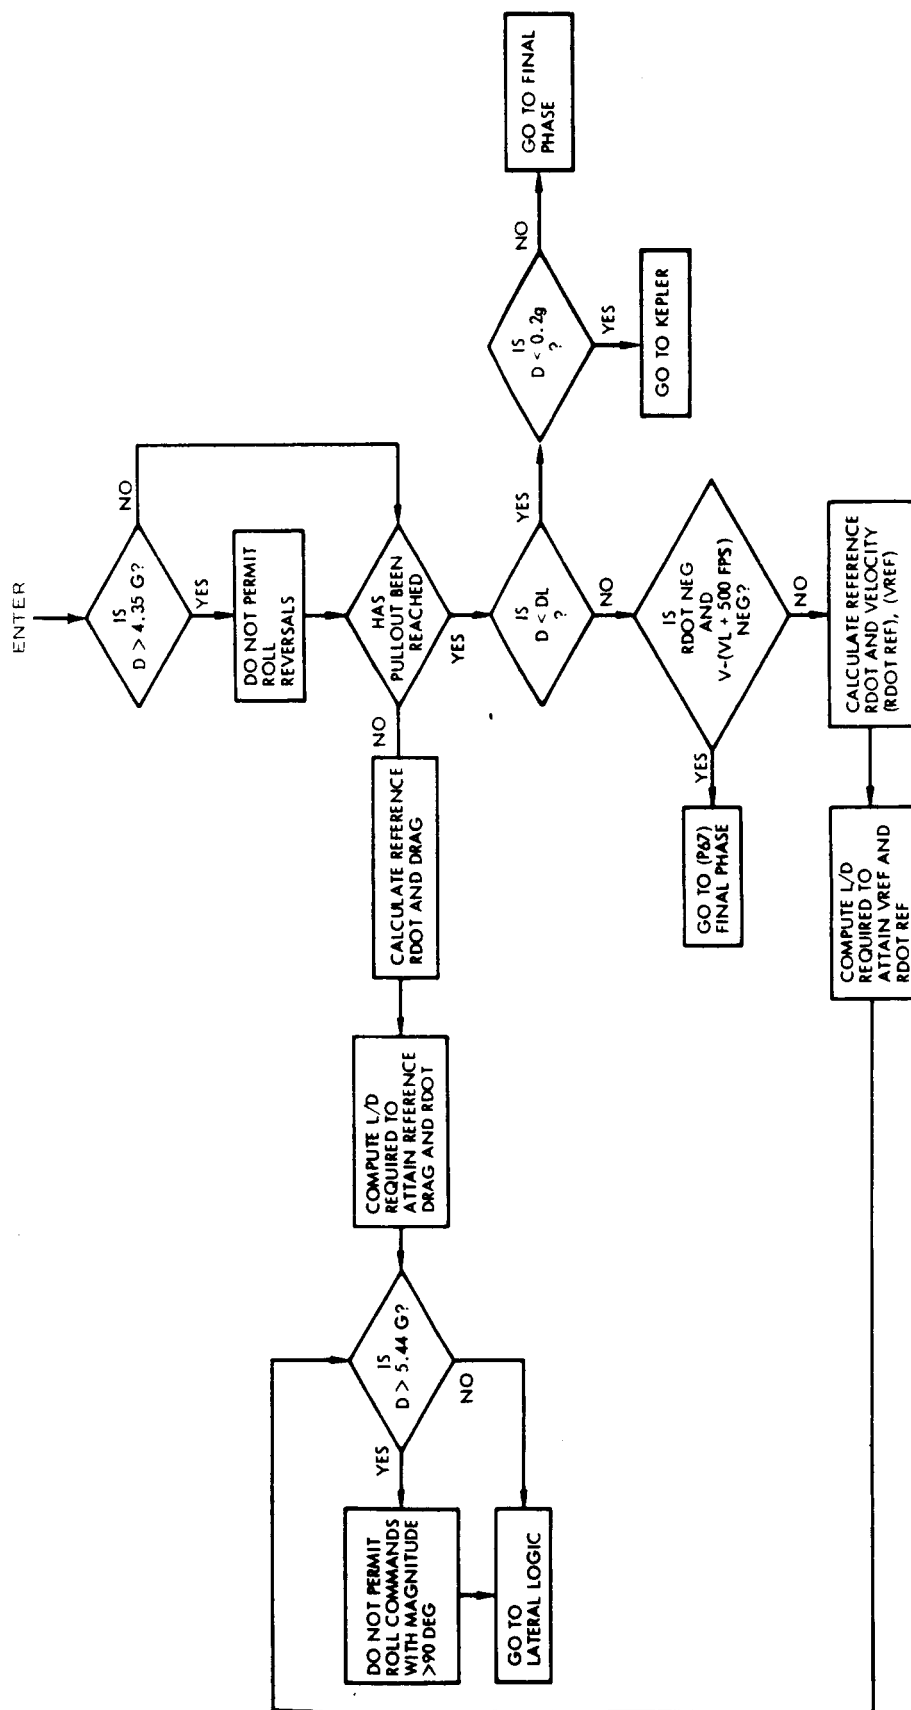 ENTER
IS
D > 4.35 G?
NO
YES
DO NOT PERMIT
ROLL
REVERSALS
HAS
PULLOUT BEEN
REACHED
NO
YES
CALCULATE REFERENCE
RDOT AND DRAG
COMPUTE L/D
REQUIRED TO
ATTAIN REFERENCE
DRAG AND RDOT
IS
D > 5.44 G?
YES
NO
DO NOT PERMIT
ROLL COMMANDS
WITH MAGNITUDE
>90 DEG
GO TO
LATERAL LOGIC
IS
D < DL
?
YES
NO
IS
D < 0.2g
?
NO
YES
GO TO FINAL
PHASE
GO TO KEPLER
IS
RDOT NEG
AND
V-(VL + 500 FPS)
NEG?
YES
NO
GO TO (P67)
FINAL PHASE
CALCULATE REFERENCE
RDOT AND VELOCITY
(RDOT REF), (VREF)
COMPUTE L/D
REQUIRED TO
ATTAIN VREF AND
RDOT REF